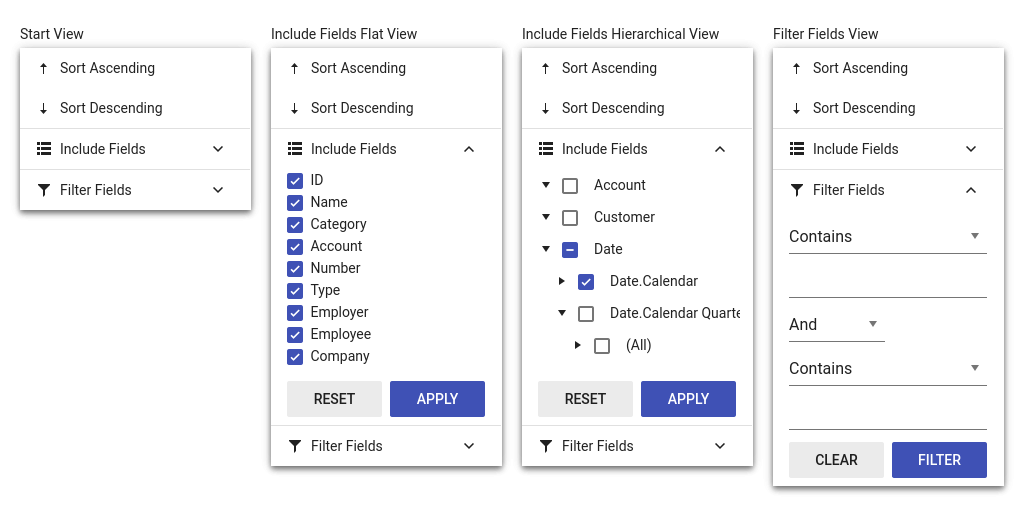 Start View
Sort Ascending
Sort Descending
Include Fields
Filter Fields
Include Fields Flat View
Sort Ascending
Sort Descending
Include Fields
ID
Name
Category
Account
Number
Type
Employer
Employee
Company
RESET APPLY
Filter Fields
Include Fields Hierarchical View
Sort Ascending
Sort Descending
Include Fields
Account
Customer
Date
Date.Calendar
Date.Calendar Quarte
(All)
RESET APPLY
Filter Fields
Filter Fields View
Sort Ascending
Sort Descending
Include Fields
Filter Fields
Contains
And
Contains
CLEAR FILTER